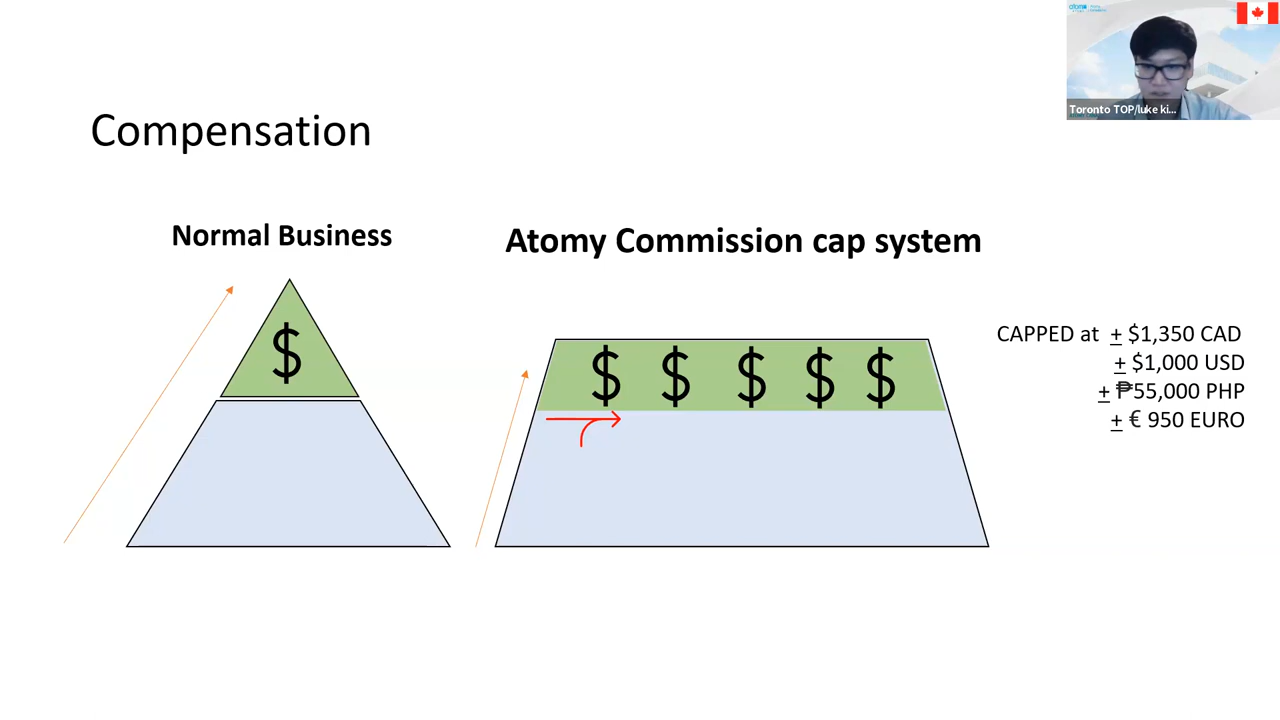 atom
Toronto TOP/luke ki...
Compensation
Normal Business
Atomy Commission cap system
$
$ $ $ $ $
CAPPED at + $1,350 CAD
+ $1,000 USD
+ ₱55,000 PHP
+ € 950 EURO